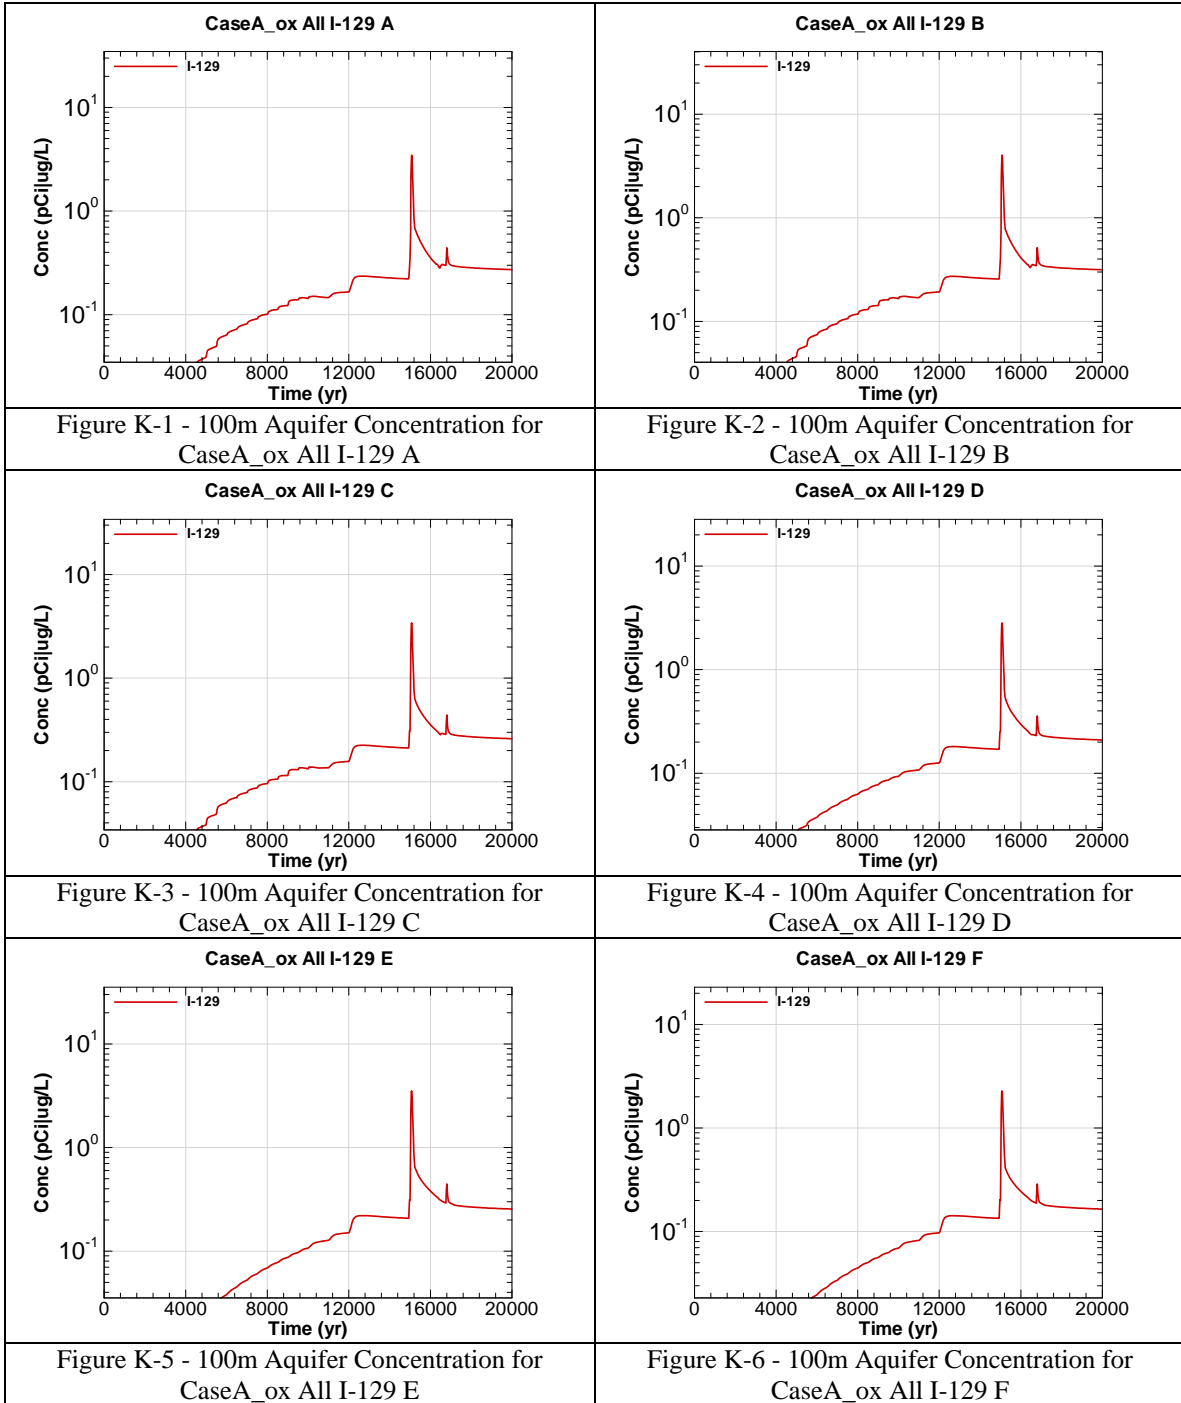 CaseA_ox All I-129 A
I-129
Conc (pCi|ug/L)
10^1
10^0
10^-1
0 4000 8000 12000 16000 20000
Time (yr)
Figure K-1 - 100m Aquifer Concentration for
CaseA_ox All I-129 A
CaseA_ox All I-129 B
I-129
Conc (pCi|ug/L)
10^1
10^0
10^-1
0 4000 8000 12000 16000 20000
Time (yr)
Figure K-2 - 100m Aquifer Concentration for
CaseA_ox All I-129 B
CaseA_ox All I-129 C
I-129
Conc (pCi|ug/L)
10^1
10^0
10^-1
0 4000 8000 12000 16000 20000
Time (yr)
Figure K-3 - 100m Aquifer Concentration for
CaseA_ox All I-129 C
CaseA_ox All I-129 D
I-129
Conc (pCi|ug/L)
10^1
10^0
10^-1
0 4000 8000 12000 16000 20000
Time (yr)
Figure K-4 - 100m Aquifer Concentration for
CaseA_ox All I-129 D
CaseA_ox All I-129 E
I-129
Conc (pCi|ug/L)
10^1
10^0
10^-1
0 4000 8000 12000 16000 20000
Time (yr)
Figure K-5 - 100m Aquifer Concentration for
CaseA_ox All I-129 E
CaseA_ox All I-129 F
I-129
Conc (pCi|ug/L)
10^1
10^0
10^-1
0 4000 8000 12000 16000 20000
Time (yr)
Figure K-6 - 100m Aquifer Concentration for
CaseA_ox All I-129 F